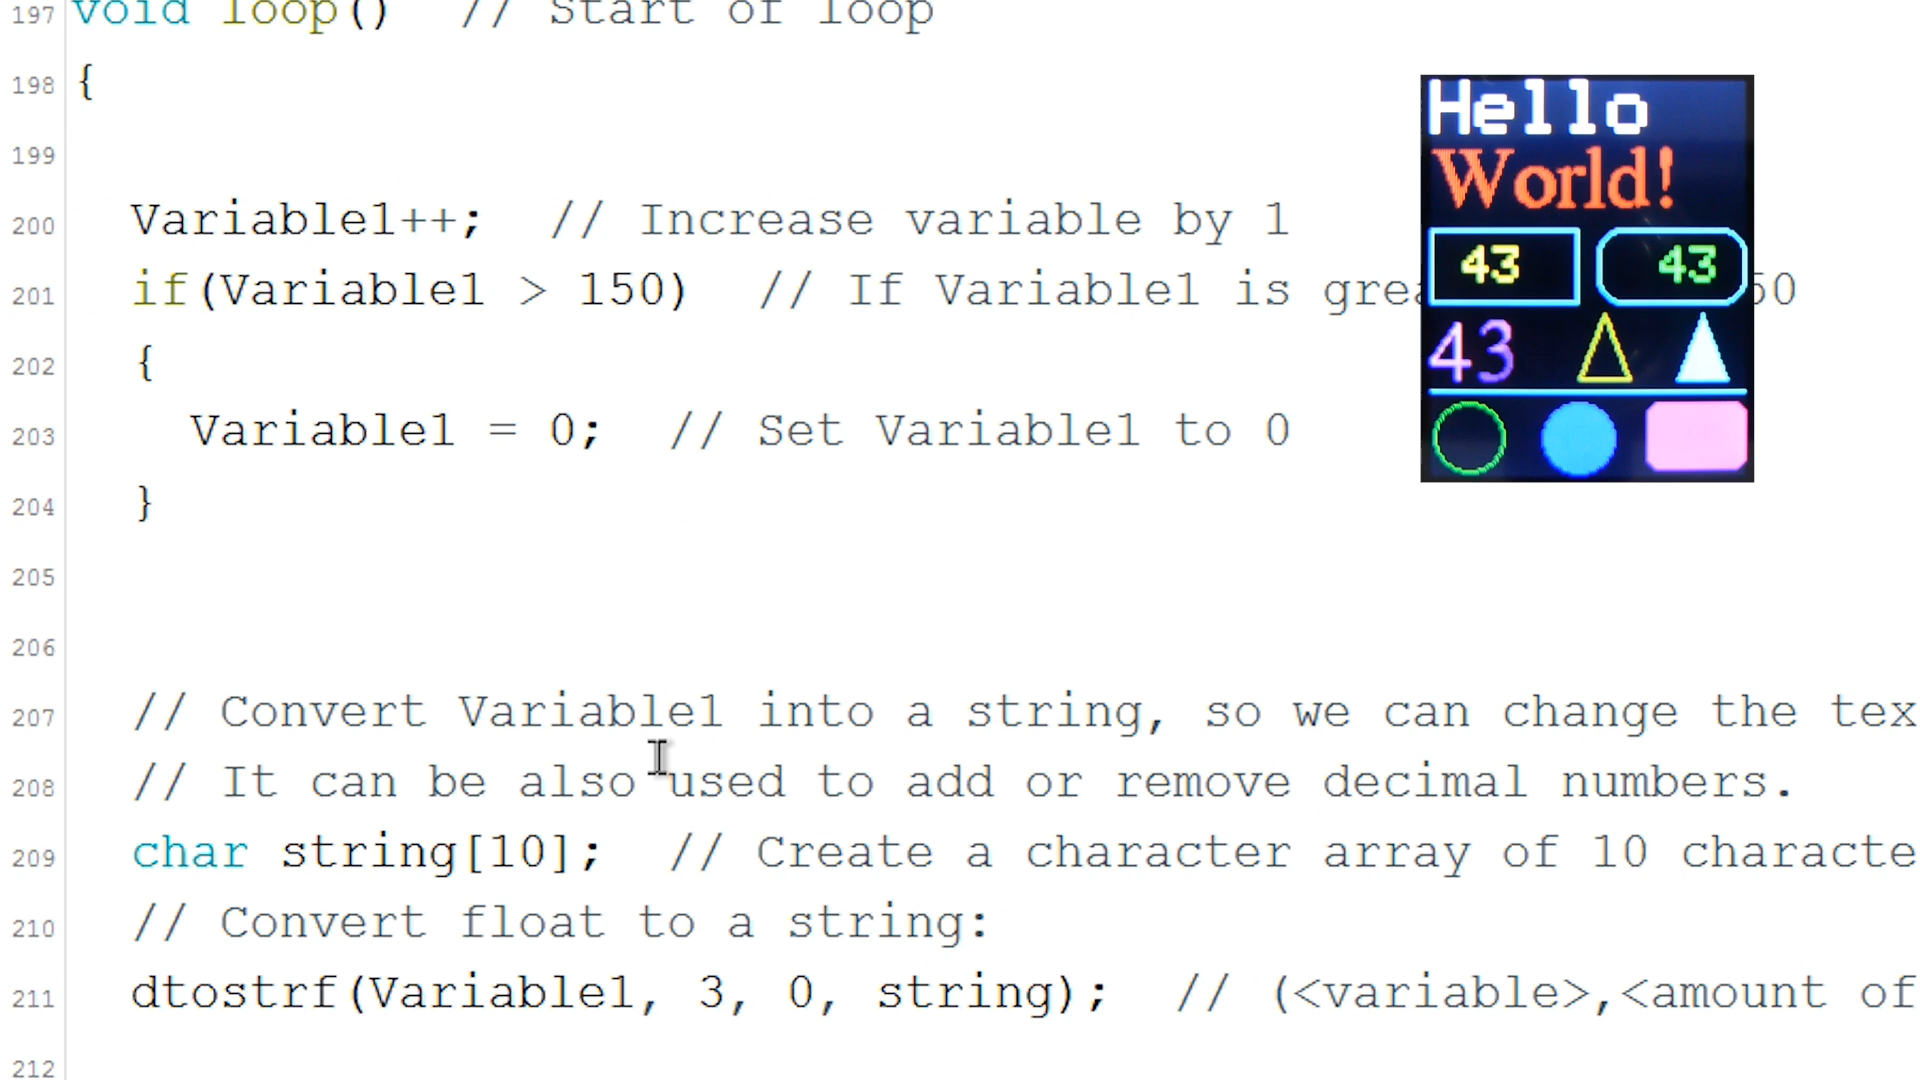 197 void loop() // Start of loop
198 {
199
200 Variable1++; // Increase variable by 1
201 if(Variable1 > 150) // If Variable1 is grea 50
202 {
203 Variable1 = 0; // Set Variable1 to 0
204 }
205
206
207 // Convert Variable1 into a string, so we can change the tex
208 // It can be also used to add or remove decimal numbers.
209 char string[10]; // Create a character array of 10 characte
210 // Convert float to a string:
211 dtostrf(Variable1, 3, 0, string); // (<variable>,<amount of
212
Hello
World!
43 43
43